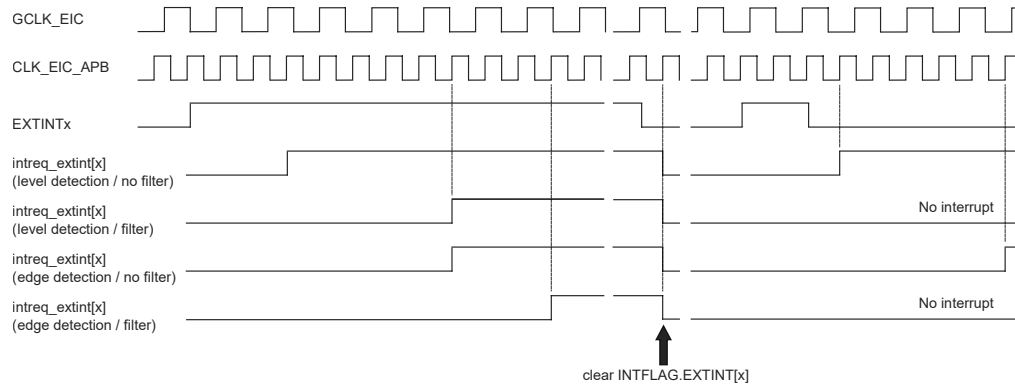 GCLK_EIC
CLK_EIC_APB
EXTINTx
intreq_extint[x]
(level detection / no filter)
intreq_extint[x]
(level detection / filter)
No interrupt
intreq_extint[x]
(edge detection / no filter)
intreq_extint[x]
(edge detection / filter)
No interrupt
clear INTFLAG.EXTINT[x]